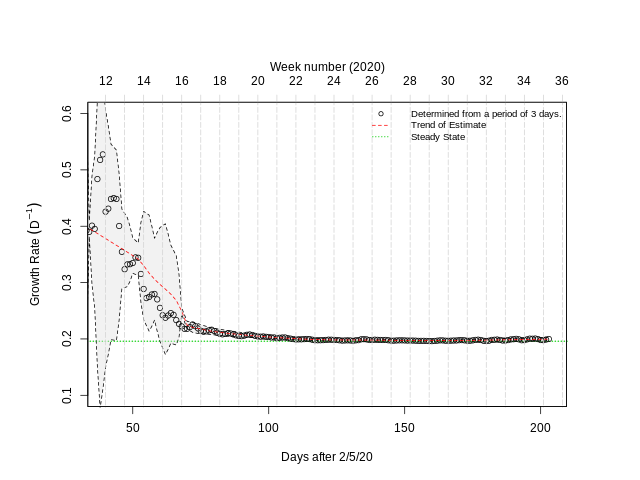 Week number (2020)
12 14 16 18 20 22 24 26 28 30 32 34 36
Determined from a period of 3 days.
Trend of Estimate
Steady State
0.6
0.5
0.4
0.3
0.2
0.1
Growth Rate (D⁻¹)
50 100 150 200
Days after 2/5/20